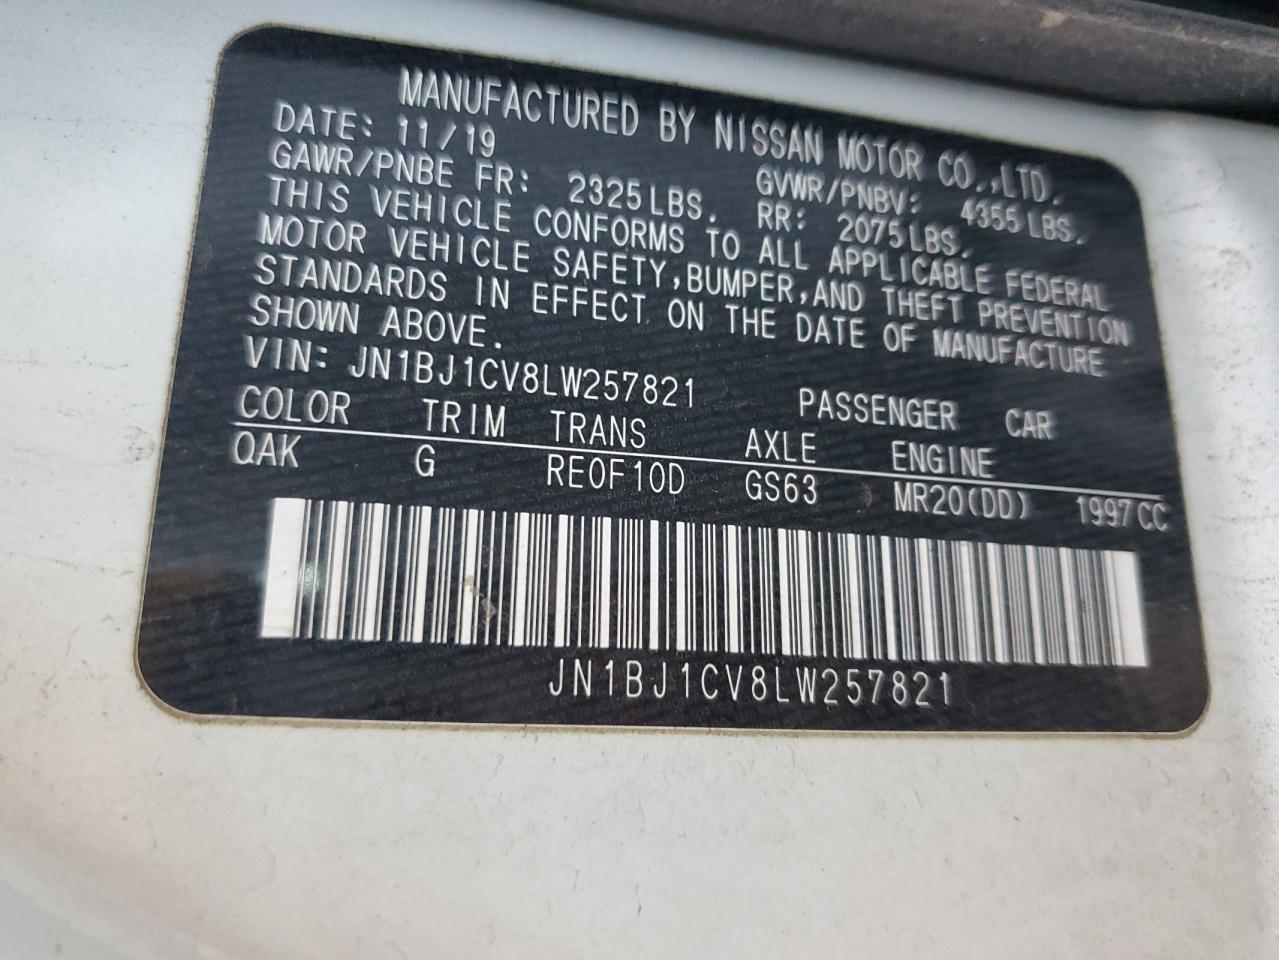 MANUFACTURED BY NISSAN MOTOR CO.,LTD.
DATE: 11/19 GVWR/PNBV: 4355LBS.
GAWR/PNBE FR: 2325LBS. RR: 2075LBS.
THIS VEHICLE CONFORMS TO ALL APPLICABLE FEDERAL
MOTOR VEHICLE SAFETY,BUMPER,AND THEFT PREVENTION
STANDARDS IN EFFECT ON THE DATE OF MANUFACTURE
SHOWN ABOVE.
VIN: JN1BJ1CV8LW257821 PASSENGER CAR
COLOR TRIM TRANS AXLE ENGINE
QAK G RE0F10D GS63 MR20(DD) 1997CC
JN1BJ1CV8LW257821